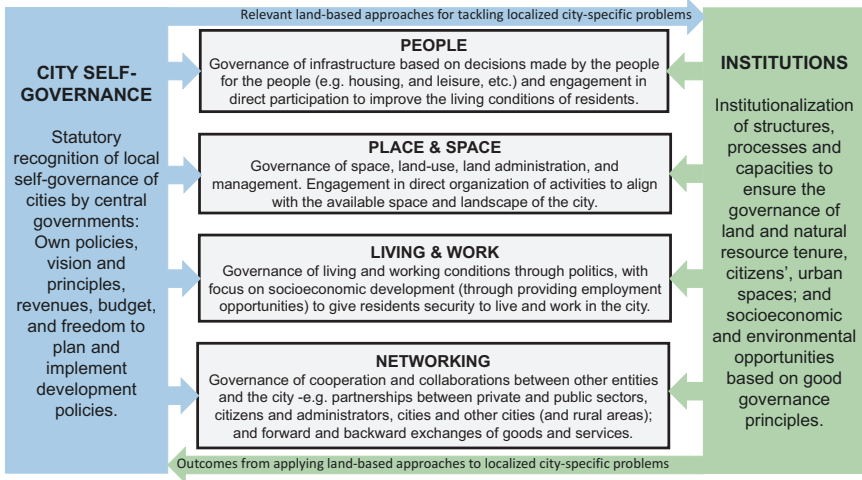 Relevant land-based approaches for tackling localized city-specific problems
CITY SELF-
GOVERNANCE
Statutory
recognition of local
self-governance of
cities by central
governments:
Own policies,
vision and
principles,
revenues, budget,
and freedom to
plan and
implement
development
policies.
PEOPLE
Governance of infrastructure based on decisions made by the people
for the people (e.g. housing, and leisure, etc.) and engagement in
direct participation to improve the living conditions of residents.
PLACE & SPACE
Governance of space, land-use, land administration, and
management. Engagement in direct organization of activities to align
with the available space and landscape of the city.
LIVING & WORK
Governance of living and working conditions through politics, with
focus on socioeconomic development (through providing employment
opportunities) to give residents security to live and work in the city.
NETWORKING
Governance of cooperation and collaborations between other entities
and the city -e.g. partnerships between private and public sectors,
citizens and administrators, cities and other cities (and rural areas);
and forward and backward exchanges of goods and services.
INSTITUTIONS
Institutionalization
of structures,
processes and
capacities to
ensure the
governance of
land and natural
resource tenure,
citizens', urban
spaces; and
socioeconomic
and environmental
opportunities
based on good
governance
principles.
Outcomes from applying land-based approaches to localized city-specific problems